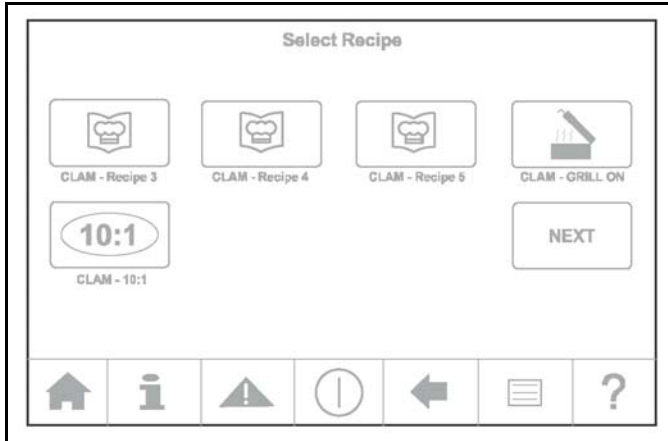 Select Recipe
CLAM - Recipe 3
CLAM - Recipe 4
CLAM - Recipe 5
CLAM - GRILL ON
10:1
NEXT
CLAM - 10:1
i
?